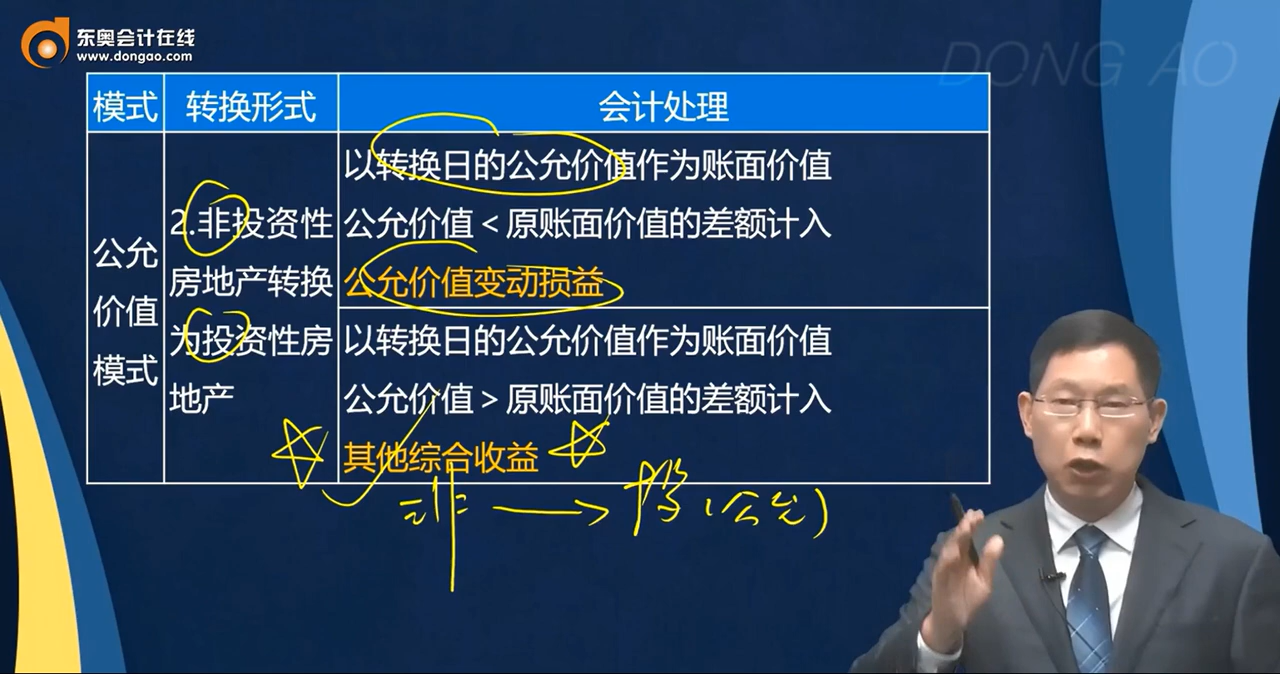 东奥会计在线
www.dongao.com
DONG AO
模式
转换形式
会计处理
公允
价值
模式
2.非投资性
房地产转换
为投资性房
地产
以转换日的公允价值作为账面价值
公允价值<原账面价值的差额计入
公允价值变动损益
以转换日的公允价值作为账面价值
公允价值>原账面价值的差额计入
其他综合收益
非→投(公允)